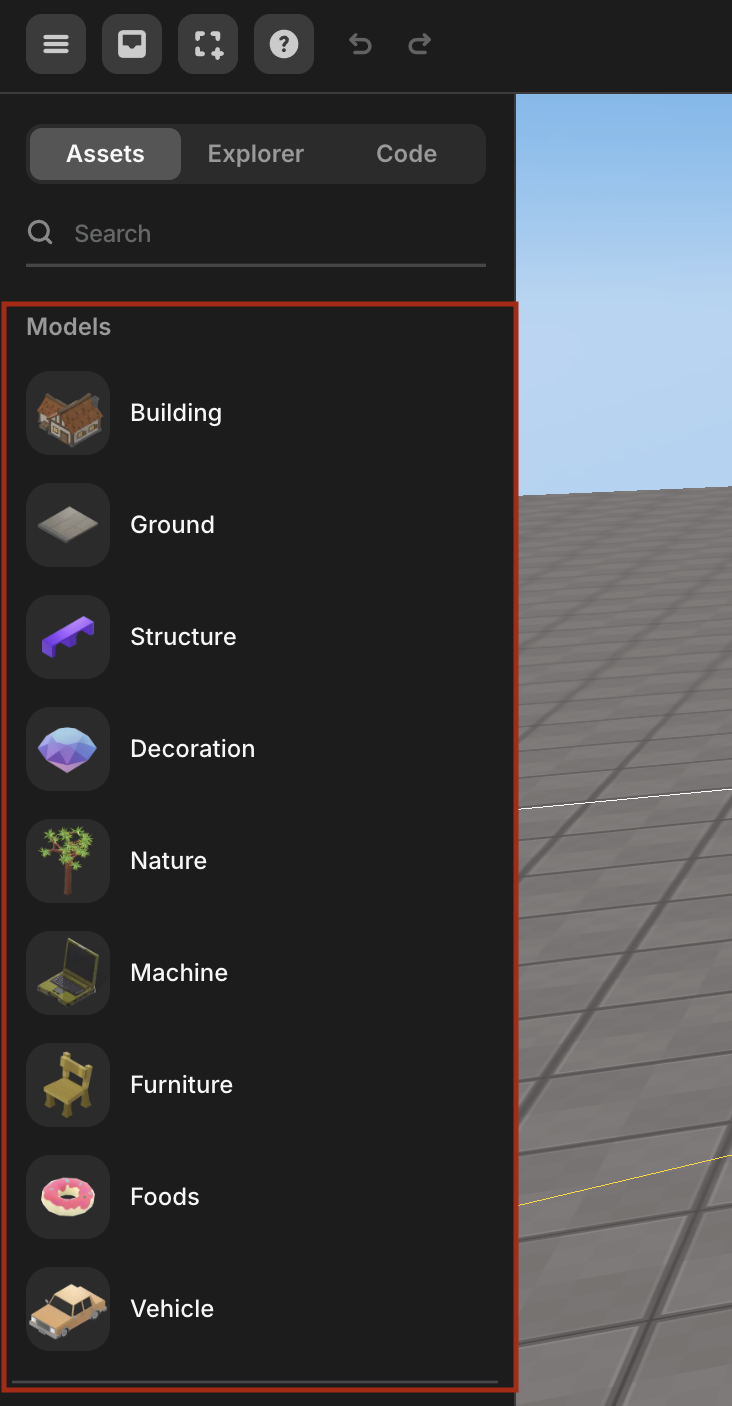 Assets Explorer Code
Search
Models
Building
Ground
Structure
Decoration
Nature
Machine
Furniture
Foods
Vehicle